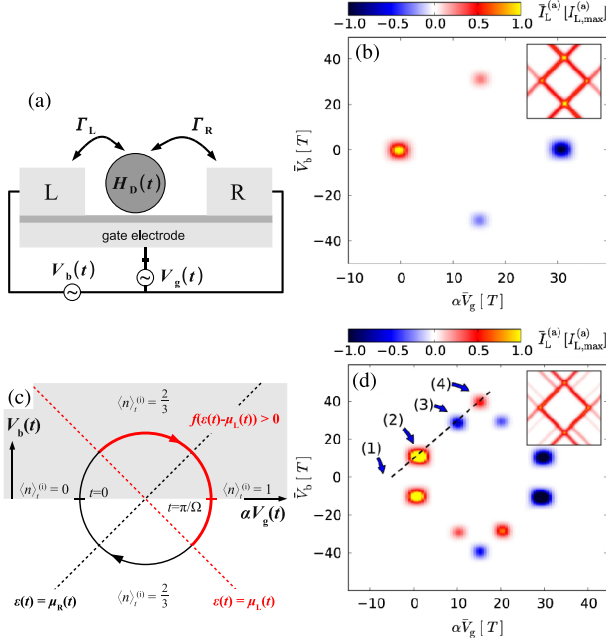 (a)
Γ_L
Γ_R
L
H_D(t)
R
gate electrode
V_b(t)
V_g(t)
-1.0 -0.5 0.0 0.5 1.0
Ī_L^(a) [I_L,max^(a)]
(b)
40
20
0
-20
-40
V̄_b [T]
-10 0 10 20 30
αV̄_g [T]
(c)
⟨n⟩_t^(i) = 2/3
f(ε(t)-μ_L(t)) > 0
V_b(t)
⟨n⟩_t^(i) = 0
t=0
t=π/Ω
⟨n⟩_t^(i) = 1
αV_g(t)
⟨n⟩_t^(i) = 2/3
ε(t) = μ_R(t)
ε(t) = μ_L(t)
-1.0 -0.5 0.0 0.5 1.0
Ī_L^(a) [I_L,max^(a)]
(d)
(4)
(3)
(2)
(1)
60
40
20
0
-20
-40
V̄_b [T]
-10 0 10 20 30 40
αV̄_g [T]